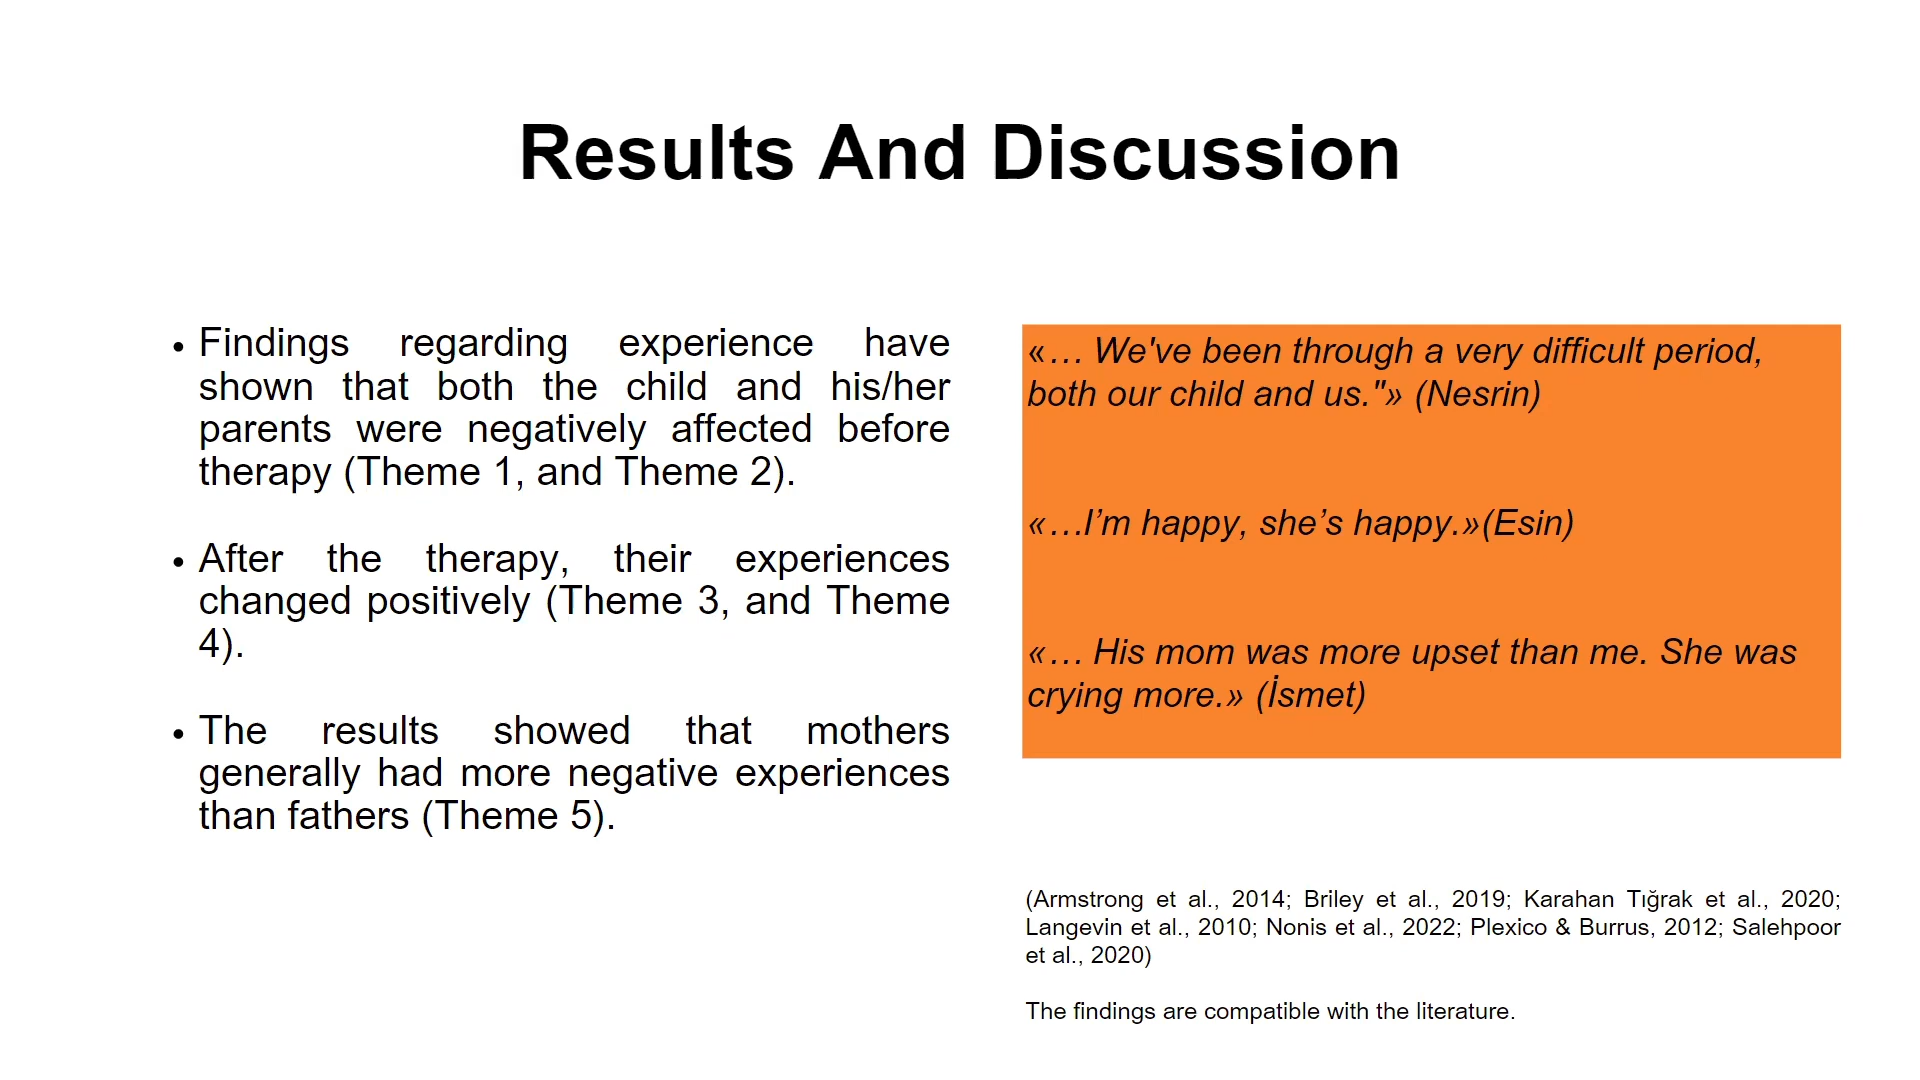 Results And Discussion
• Findings regarding experience have
shown that both the child and his/her
parents were negatively affected before
therapy (Theme 1, and Theme 2).
• After the therapy, their experiences
changed positively (Theme 3, and Theme
4).
• The results showed that mothers
generally had more negative experiences
than fathers (Theme 5).
«… We've been through a very difficult period,
both our child and us."» (Nesrin)
«…I’m happy, she’s happy.»(Esin)
«… His mom was more upset than me. She was
crying more.» (İsmet)
(Armstrong et al., 2014; Briley et al., 2019; Karahan Tığrak et al., 2020;
Langevin et al., 2010; Nonis et al., 2022; Plexico & Burrus, 2012; Salehpoor
et al., 2020)
The findings are compatible with the literature.